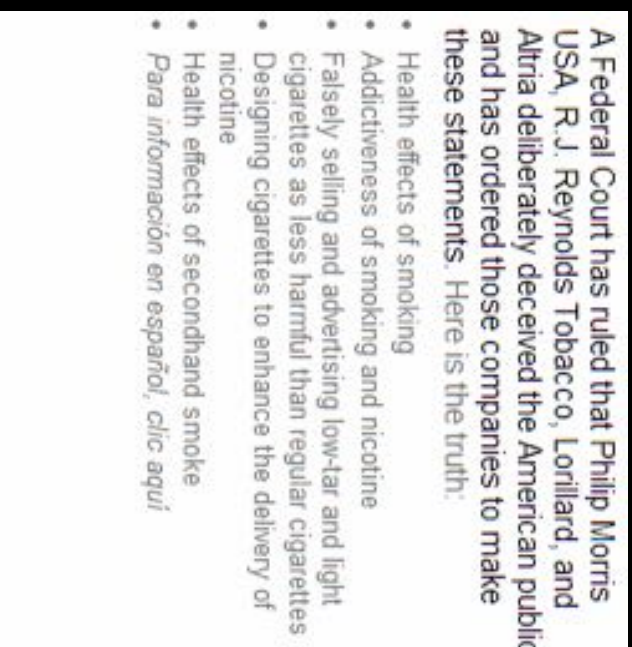 A Federal Court has ruled that Philip Morris
USA, R.J. Reynolds Tobacco, Lorillard, and
Altria deliberately deceived the American public
and has ordered those companies to make
these statements. Here is the truth:
• Health effects of smoking
• Addictiveness of smoking and nicotine
• Falsely selling and advertising low-tar and light
cigarettes as less harmful than regular cigarettes
• Designing cigarettes to enhance the delivery of
nicotine
• Health effects of secondhand smoke
• Para información en español, clic aquí